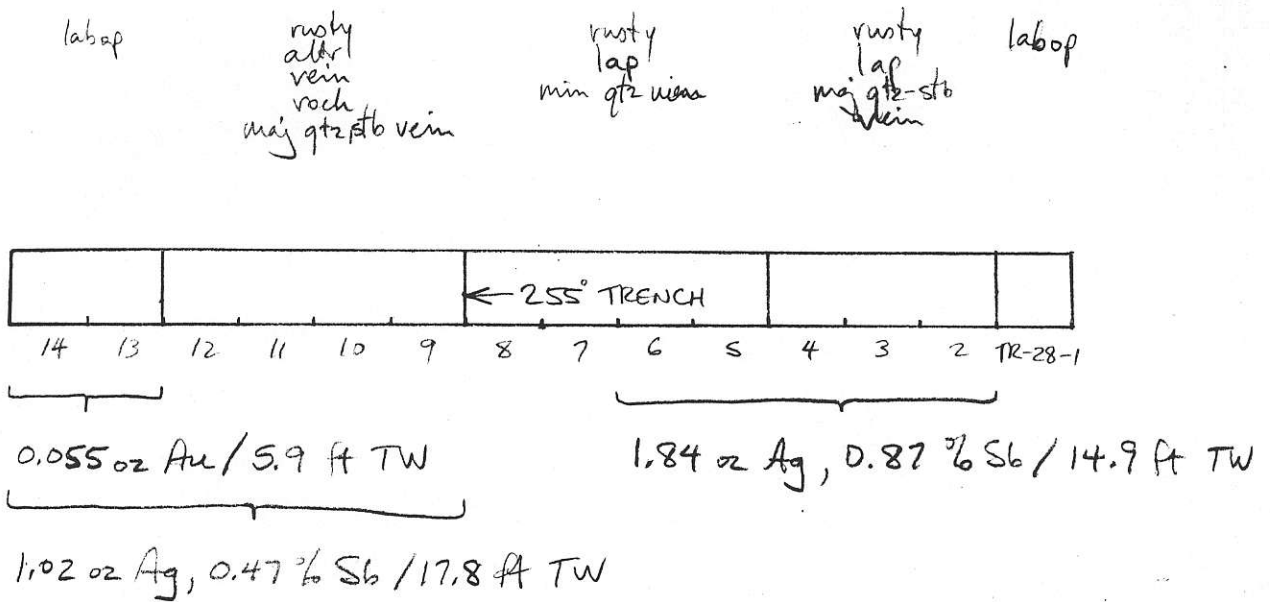 labop
rusty
altr
vein
rock
maj qtz, stb vein
rusty
lap
min qtz veins
rusty
lap
maj qtz-stb
vein
labop
← 255° TRENCH
14 13 12 11 10 9 8 7 6 5 4 3 2 TR-28-1
0.055 oz Au / 5.9 ft TW
1.84 oz Ag, 0.87 % Sb / 14.9 ft TW
1.02 oz Ag, 0.47 % Sb / 17.8 ft TW